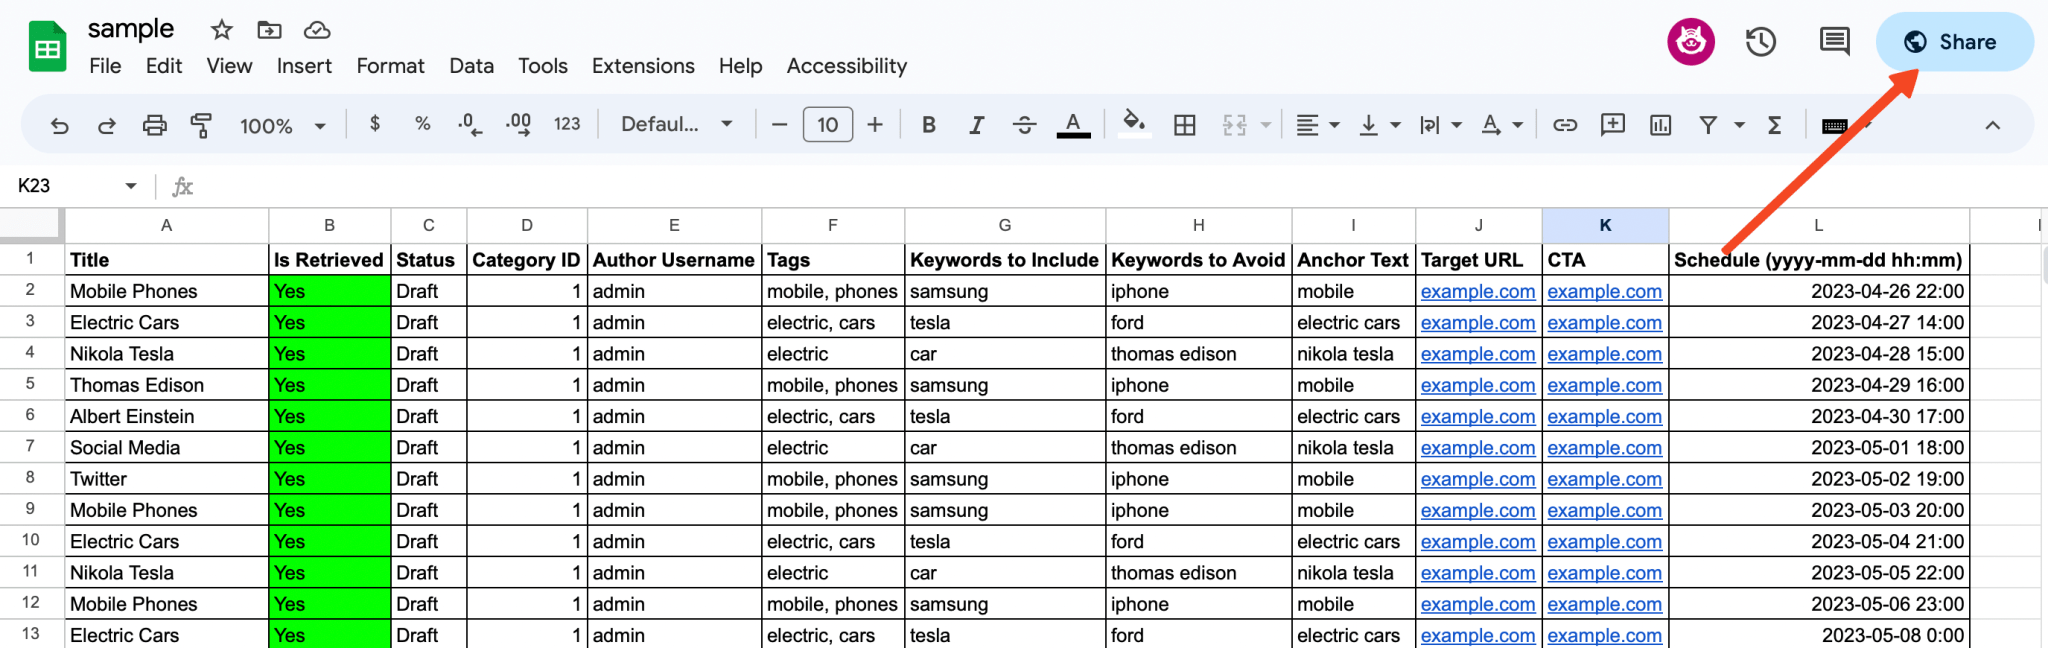 sample
File Edit View Insert Format Data Tools Extensions Help Accessibility
Share
100% $ % .0 .00 123 Defaul... − 10 + B I A
K23 fx
A B C D E F G H I J K L
1 Title Is Retrieved Status Category ID Author Username Tags Keywords to Include Keywords to Avoid Anchor Text Target URL CTA Schedule (yyyy-mm-dd hh:mm)
2 Mobile Phones Yes Draft 1 admin mobile, phones samsung iphone mobile example.com example.com 2023-04-26 22:00
3 Electric Cars Yes Draft 1 admin electric, cars tesla ford electric cars example.com example.com 2023-04-27 14:00
4 Nikola Tesla Yes Draft 1 admin electric car thomas edison nikola tesla example.com example.com 2023-04-28 15:00
5 Thomas Edison Yes Draft 1 admin mobile, phones samsung iphone mobile example.com example.com 2023-04-29 16:00
6 Albert Einstein Yes Draft 1 admin electric, cars tesla ford electric cars example.com example.com 2023-04-30 17:00
7 Social Media Yes Draft 1 admin electric car thomas edison nikola tesla example.com example.com 2023-05-01 18:00
8 Twitter Yes Draft 1 admin mobile, phones samsung iphone mobile example.com example.com 2023-05-02 19:00
9 Mobile Phones Yes Draft 1 admin mobile, phones samsung iphone mobile example.com example.com 2023-05-03 20:00
10 Electric Cars Yes Draft 1 admin electric, cars tesla ford electric cars example.com example.com 2023-05-04 21:00
11 Nikola Tesla Yes Draft 1 admin electric car thomas edison nikola tesla example.com example.com 2023-05-05 22:00
12 Mobile Phones Yes Draft 1 admin mobile, phones samsung iphone mobile example.com example.com 2023-05-06 23:00
13 Electric Cars Yes Draft 1 admin electric, cars tesla ford electric cars example.com example.com 2023-05-08 0:00